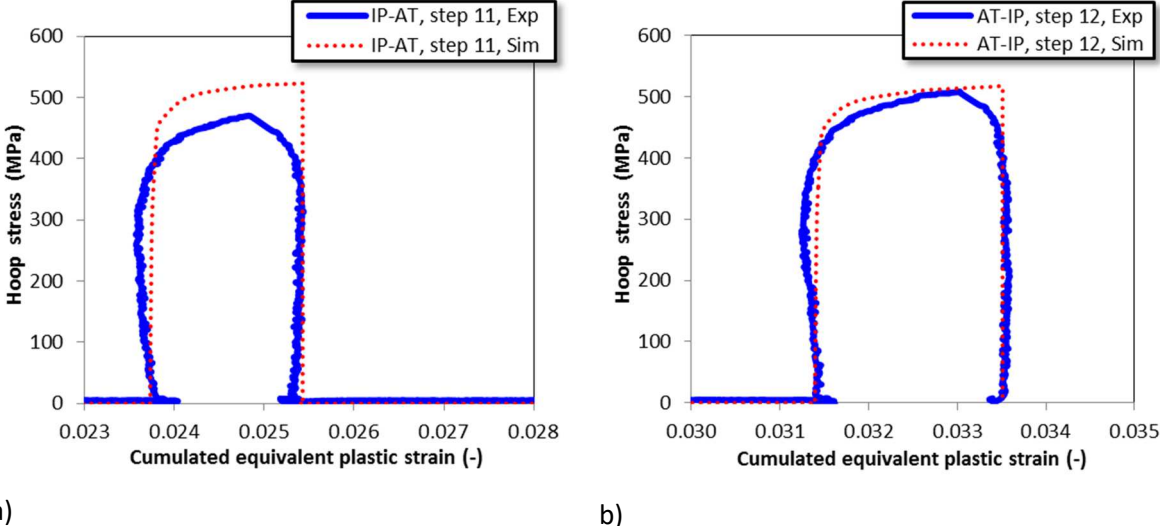 IP-AT, step 11, Exp
IP-AT, step 11, Sim
600
500
400
300
200
100
0
Hoop stress (MPa)
0.023 0.024 0.025 0.026 0.027 0.028
Cumulated equivalent plastic strain (-)
AT-IP, step 12, Exp
AT-IP, step 12, Sim
600
500
400
300
200
100
0
Hoop stress (MPa)
0.030 0.031 0.032 0.033 0.034 0.035
Cumulated equivalent plastic strain (-)
b)